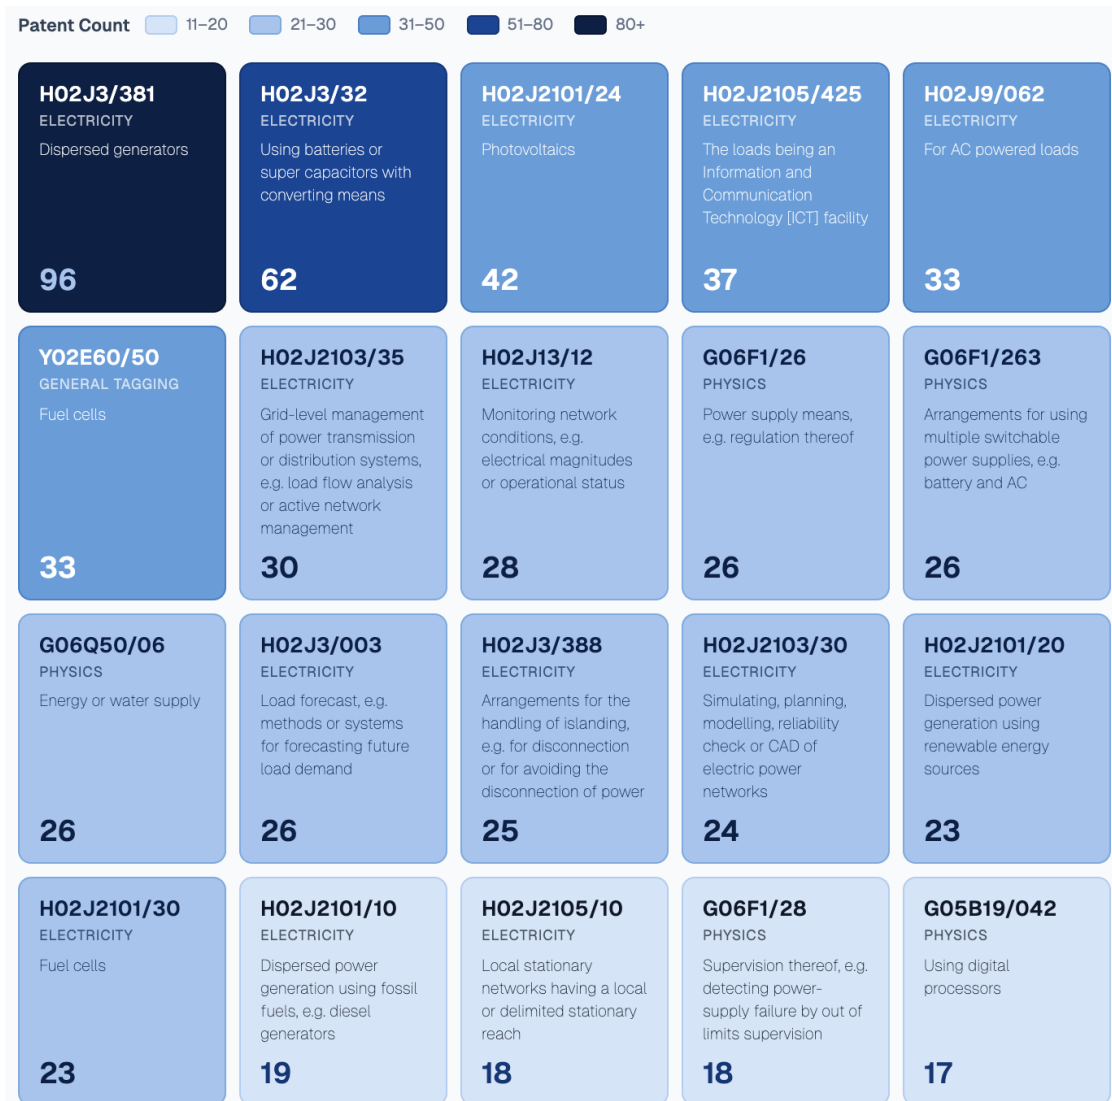 Patent Count 11–20 21–30 31–50 51–80 80+
H02J3/381
ELECTRICITY
Dispersed generators
96
H02J3/32
ELECTRICITY
Using batteries or
super capacitors with
converting means
62
H02J2101/24
ELECTRICITY
Photovoltaics
42
H02J2105/425
ELECTRICITY
The loads being an
Information and
Communication
Technology [ICT] facility
37
H02J9/062
ELECTRICITY
For AC powered loads
33
Y02E60/50
GENERAL TAGGING
Fuel cells
33
H02J2103/35
ELECTRICITY
Grid-level management
of power transmission
or distribution systems,
e.g. load flow analysis
or active network
management
30
H02J13/12
ELECTRICITY
Monitoring network
conditions, e.g.
electrical magnitudes
or operational status
28
G06F1/26
PHYSICS
Power supply means,
e.g. regulation thereof
26
G06F1/263
PHYSICS
Arrangements for using
multiple switchable
power supplies, e.g.
battery and AC
26
G06Q50/06
PHYSICS
Energy or water supply
26
H02J3/003
ELECTRICITY
Load forecast, e.g.
methods or systems
for forecasting future
load demand
26
H02J3/388
ELECTRICITY
Arrangements for the
handling of islanding,
e.g. for disconnection
or for avoiding the
disconnection of power
25
H02J2103/30
ELECTRICITY
Simulating, planning,
modelling, reliability
check or CAD of
electric power
networks
24
H02J2101/20
ELECTRICITY
Dispersed power
generation using
renewable energy
sources
23
H02J2101/30
ELECTRICITY
Fuel cells
23
H02J2101/10
ELECTRICITY
Dispersed power
generation using fossil
fuels, e.g. diesel
generators
19
H02J2105/10
ELECTRICITY
Local stationary
networks having a local
or delimited stationary
reach
18
G06F1/28
PHYSICS
Supervision thereof, e.g.
detecting power-
supply failure by out of
limits supervision
18
G05B19/042
PHYSICS
Using digital
processors
17